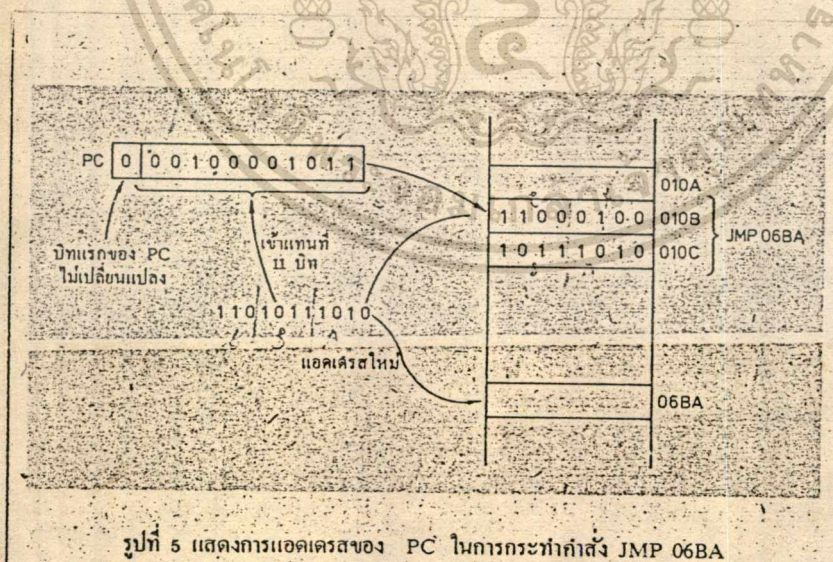 PC 0 00100001011
010A
11000100 010B
JMP 06BA
10111010 010C
บิทแรกของ PC
ไม่เปลี่ยนแปลง
เข้าแทนที่
11 บิท
11010111010
6 B A
แอดเดรสใหม่
06BA
รูปที่ 5 แสดงการแอดเดรสของ PC ในการกระทำคำสั่ง JMP 06BA